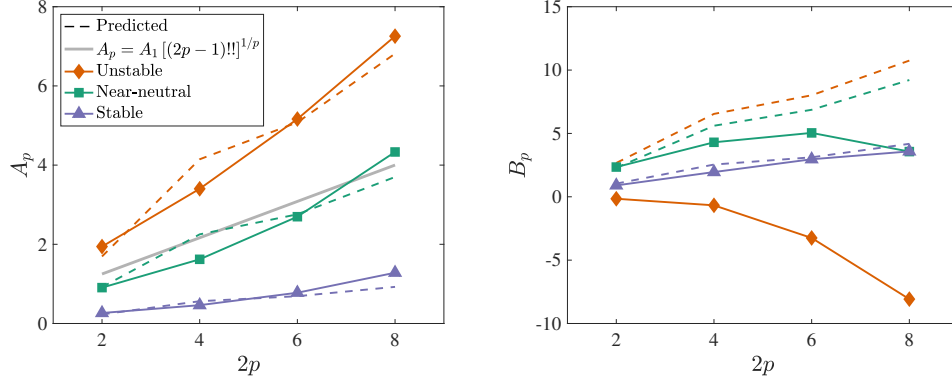 8
6
4
2
0
A_p
2
4
6
8
2p
Predicted
A_p = A_1 [(2p − 1)!!]^{1/p}
Unstable
Near-neutral
Stable
15
10
5
0
-5
-10
B_p
2
4
6
8
2p